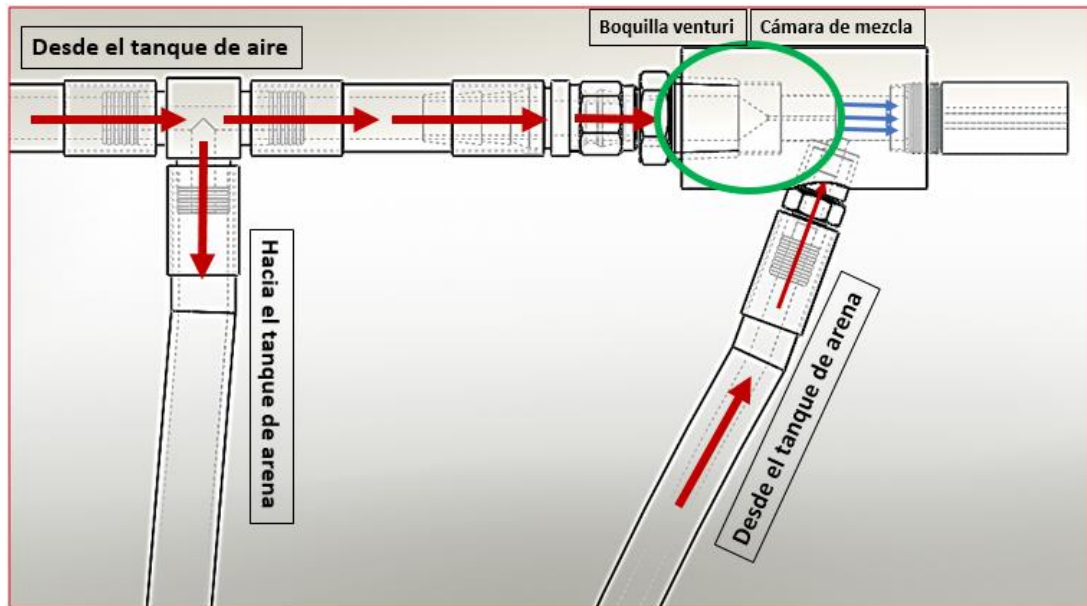 Desde el tanque de aire
Boquilla venturi
Cámara de mezcla
Hacia el tanque de arena
Desde el tanque de arena